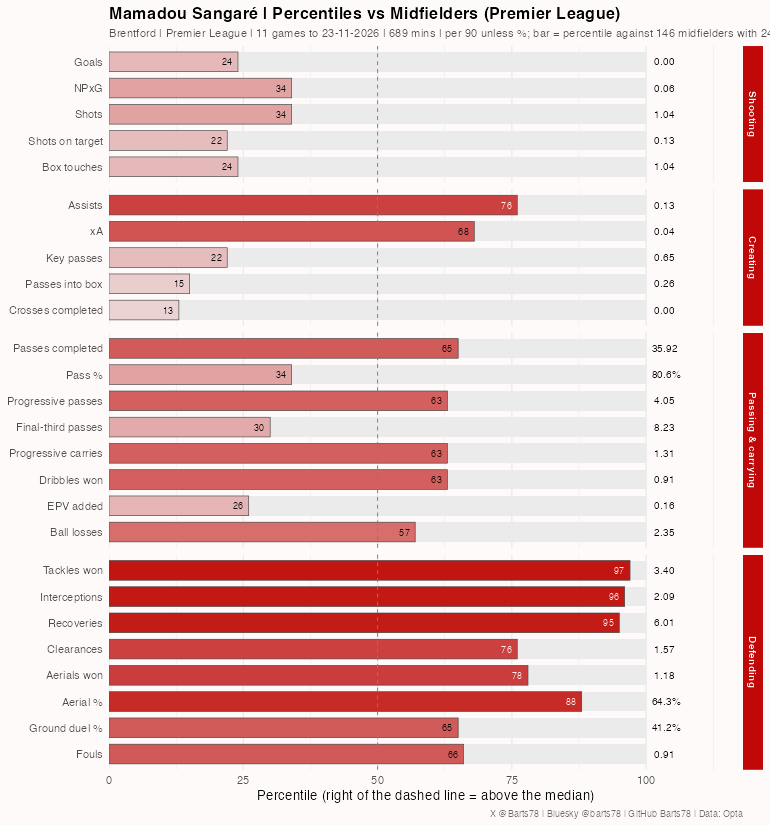 Mamadou Sangaré | Percentiles vs Midfielders (Premier League)
Brentford | Premier League | 11 games to 23-11-2026 | 689 mins | per 90 unless %; bar = percentile against 146 midfielders with 24
Goals 24 0.00
NPxG 34 0.06
Shots 34 1.04
Shots on target 22 0.13
Box touches 24 1.04
Shooting
Assists 76 0.13
xA 68 0.04
Key passes 22 0.65
Passes into box 15 0.26
Crosses completed 13 0.00
Creating
Passes completed 65 35.92
Pass % 34 80.6%
Progressive passes 63 4.05
Final-third passes 30 8.23
Progressive carries 63 1.31
Dribbles won 63 0.91
EPV added 26 0.16
Ball losses 57 2.35
Passing & carrying
Tackles won 97 3.40
Interceptions 96 2.09
Recoveries 95 6.01
Clearances 76 1.57
Aerials won 78 1.18
Aerial % 88 64.3%
Ground duel % 65 41.2%
Fouls 66 0.91
Defending
0 25 50 75 100
Percentile (right of the dashed line = above the median)
X @Barts78 | Bluesky @barts78 | GitHub Barts78 | Data: Opta